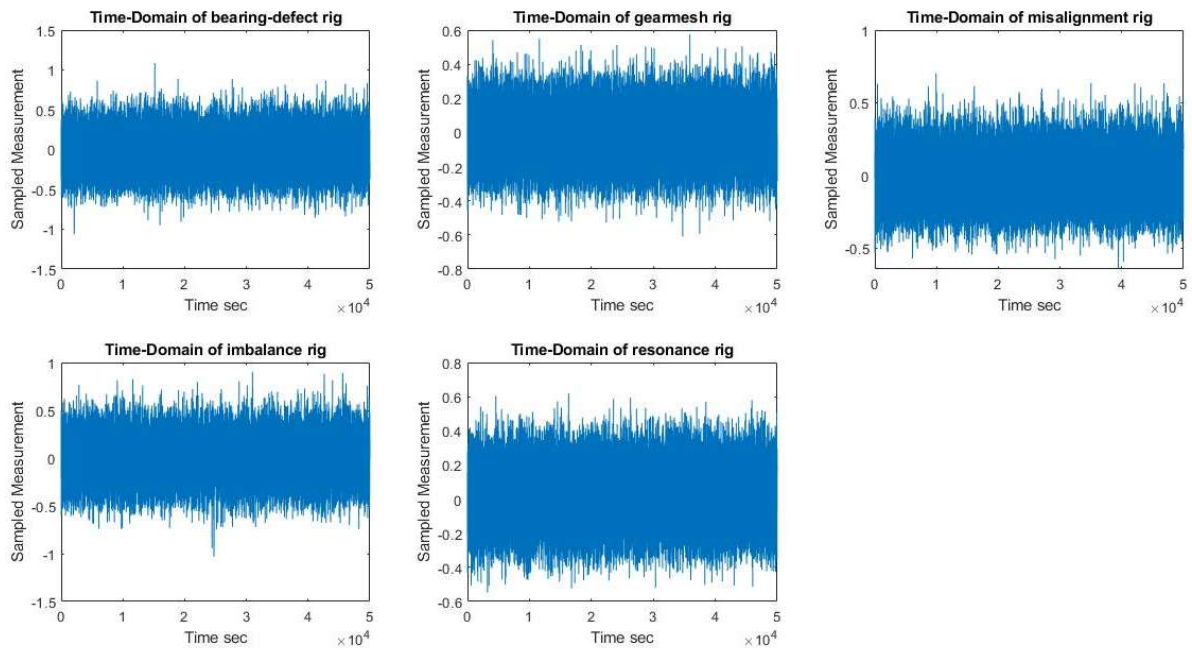 Time-Domain of bearing-defect rig
1.5
1
0.5
0
-0.5
-1
-1.5
Sampled Measurement
0 1 2 3 4 5
×10^4
Time sec
Time-Domain of gearmesh rig
0.6
0.4
0.2
0
-0.2
-0.4
-0.6
-0.8
Sampled Measurement
0 1 2 3 4 5
×10^4
Time sec
Time-Domain of misalignment rig
1
0.5
0
-0.5
Sampled Measurement
0 1 2 3 4 5
×10^4
Time sec
Time-Domain of imbalance rig
1
0.5
0
-0.5
-1
-1.5
Sampled Measurement
0 1 2 3 4 5
×10^4
Time sec
Time-Domain of resonance rig
0.8
0.6
0.4
0.2
0
-0.2
-0.4
-0.6
Sampled Measurement
0 1 2 3 4 5
×10^4
Time sec